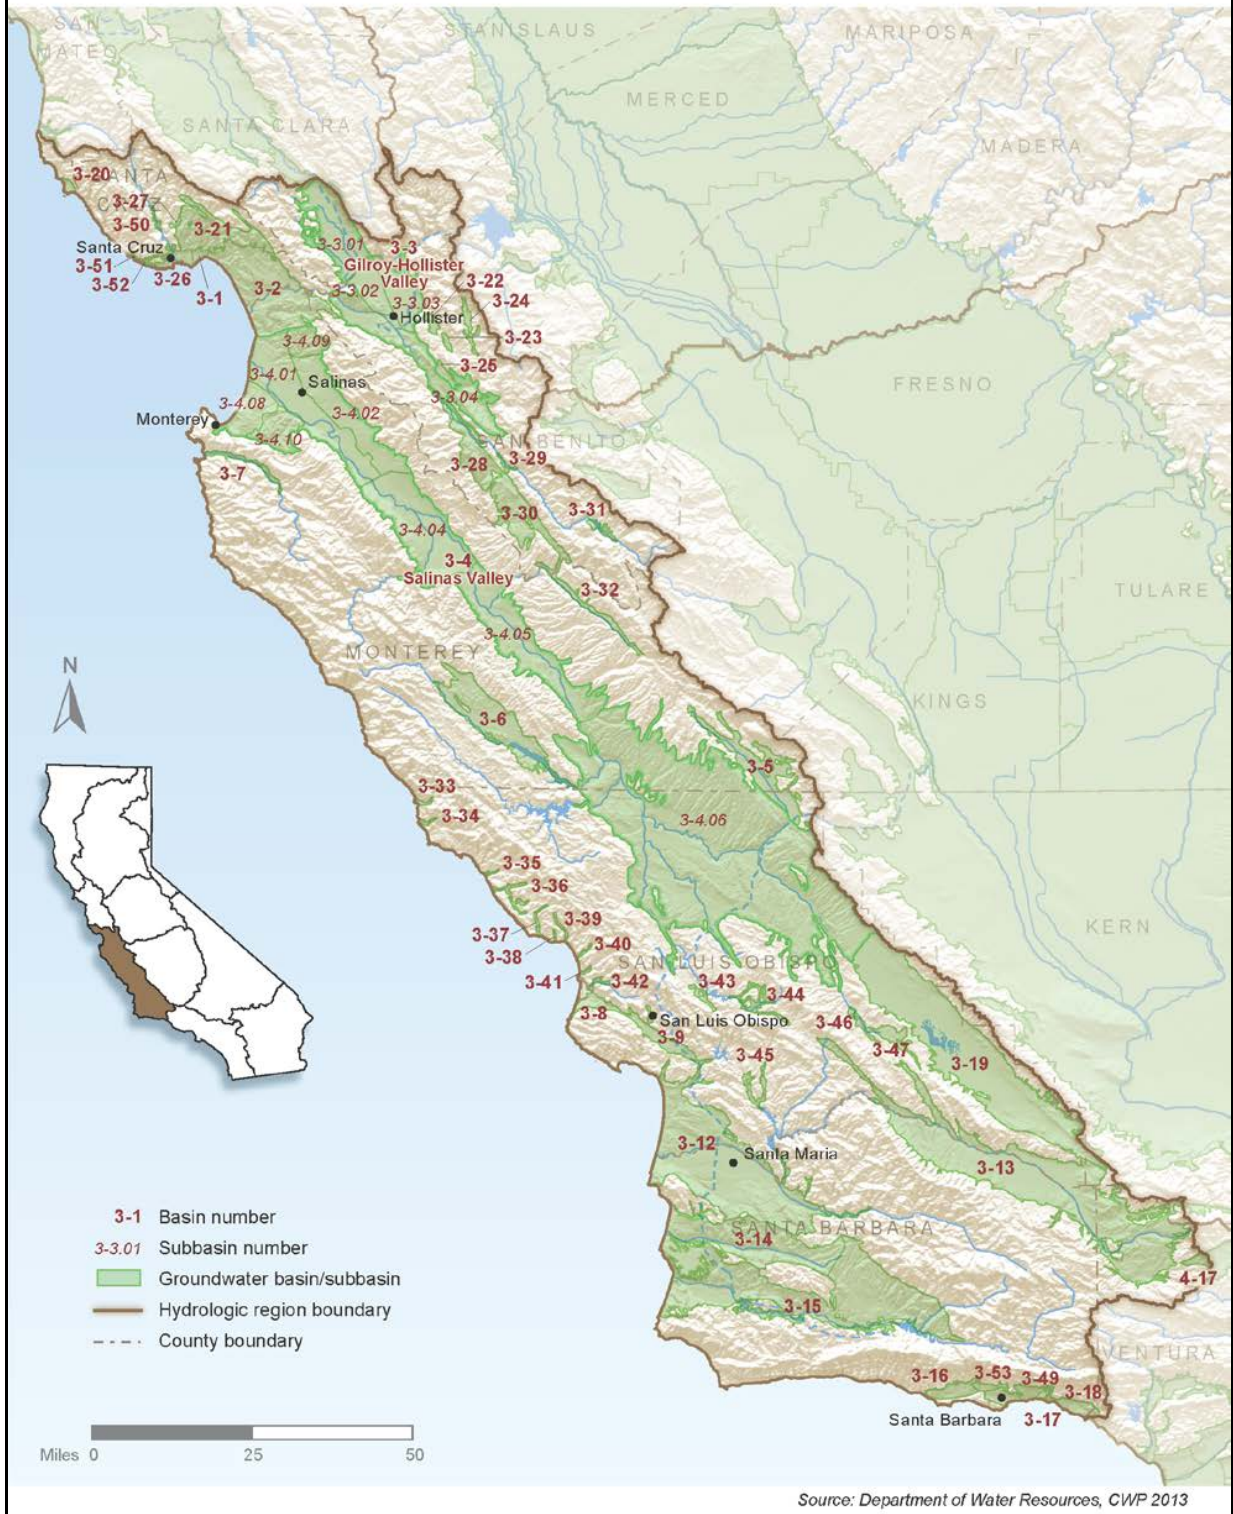 SAN
MATEO
STANISLAUS
MARIPOSA
MERCED
SANTA CLARA
MADERA
3-20
SANTA
CRUZ
3-27
3-50
3-21
Santa Cruz
3-51
3-52
3-26
3-1
3-2
3-3.01
3-3
Gilroy-Hollister
Valley
3-3.02
3-3.03
Hollister
3-22
3-24
3-23
3-25
3-4.09
3-4.01
Salinas
3-3.04
FRESNO
3-4.08
3-4.02
Monterey
3-4.10
SAN BENITO
3-7
3-28
3-29
3-30
3-31
3-4.04
3-4
Salinas Valley
3-32
TULARE
3-4.05
MONTEREY
N
KINGS
3-6
3-5
3-33
3-34
3-4.06
3-35
3-36
3-39
3-37
3-38
3-40
KERN
SAN LUIS OBISPO
3-41
3-42
3-43
3-44
3-8
San Luis Obispo
3-46
3-9
3-45
3-47
3-19
3-12
Santa Maria
3-13
3-1 Basin number
3-3.01 Subbasin number
Groundwater basin/subbasin
Hydrologic region boundary
County boundary
SANTA BARBARA
3-14
4-17
3-15
VENTURA
3-16
3-53
3-49
3-18
Santa Barbara
3-17
Miles 0 25 50
Source: Department of Water Resources, CWP 2013